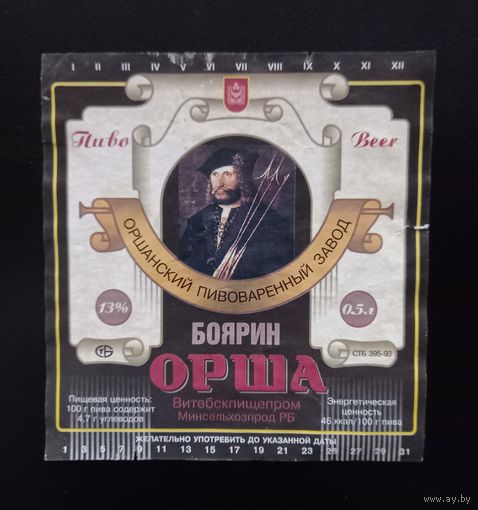 I II III IV V VI VII VIII IX X XI XII
Пиво Beer
ОРШАНСКИЙ ПИВОВАРЕННЫЙ ЗАВОД
13% 0.5л
БОЯРИН
СТБ 395-93
ОРША
Пищевая ценность:
100 г пива содержит
4,7 г углеводов
Витебскпищепром
Минсельхозпрод РБ
Энергетическая
ценность
46 ккал/100 г пива
ЖЕЛАТЕЛЬНО УПОТРЕБИТЬ ДО УКАЗАННОЙ ДАТЫ
1 3 5 7 9 11 13 15 17 19 21 23 25 27 29 31
ay.by